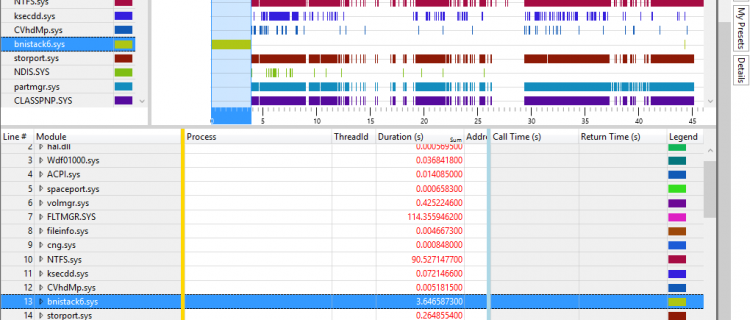 NTFS.sys
ksecdd.sys
CVhdMp.sys
bnistack6.sys
storport.sys
NDIS.SYS
partmgr.sys
CLASSPNP.SYS
5 10 15 20 25 30 35 40 45
My Presets
Details
Line # Module Process ThreadId Duration (s) Sum Addre Call Time (s) Return Time (s) Legend
2 hal.dll 0.000569500
3 Wdf01000.sys 0.036841800
4 ACPI.sys 0.014085000
5 spaceport.sys 0.000658300
6 volmgr.sys 0.425224600
7 FLTMGR.SYS 114.355946200
8 fileinfo.sys 0.004667300
9 cng.sys 0.000848000
10 NTFS.sys 90.527147700
11 ksecdd.sys 0.072146600
12 CVhdMp.sys 0.005181500
13 bnistack6.sys 3.646587300
14 storport.sys 0.264855400